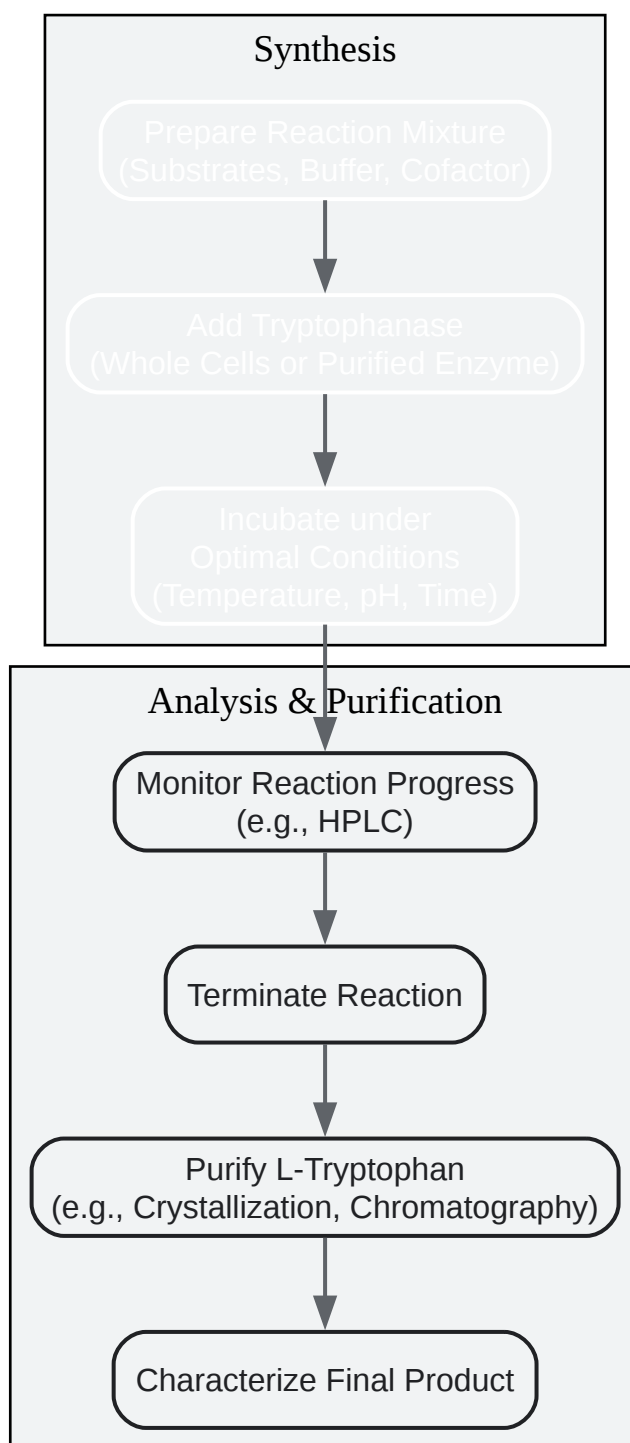 Synthesis
Prepare Reaction Mixture
(Substrates, Buffer, Cofactor)
Add Tryptophanase
(Whole Cells or Purified Enzyme)
Incubate under
Optimal Conditions
(Temperature, pH, Time)
Analysis & Purification
Monitor Reaction Progress
(e.g., HPLC)
Terminate Reaction
Purify L-Tryptophan
(e.g., Crystallization, Chromatography)
Characterize Final Product